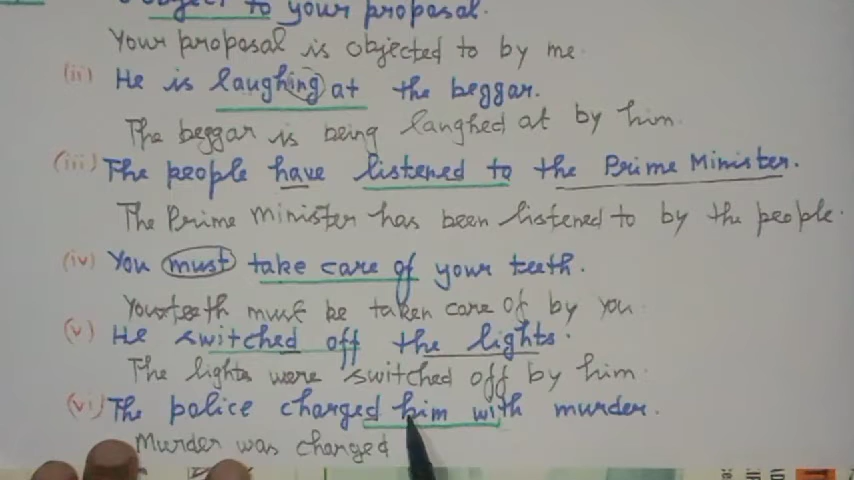 object to your proposal.
Your proposal is objected to by me.
(ii) He is laughing at the beggar.
The beggar is being laughed at by him.
(iii) The people have listened to the Prime Minister.
The Prime minister has been listened to by the people.
(iv) You must take care of your teeth.
Your teeth must be taken care of by you.
(v) He switched off the lights.
The lights were switched off by him.
(vi) The police charged him with murder.
Murder was charged